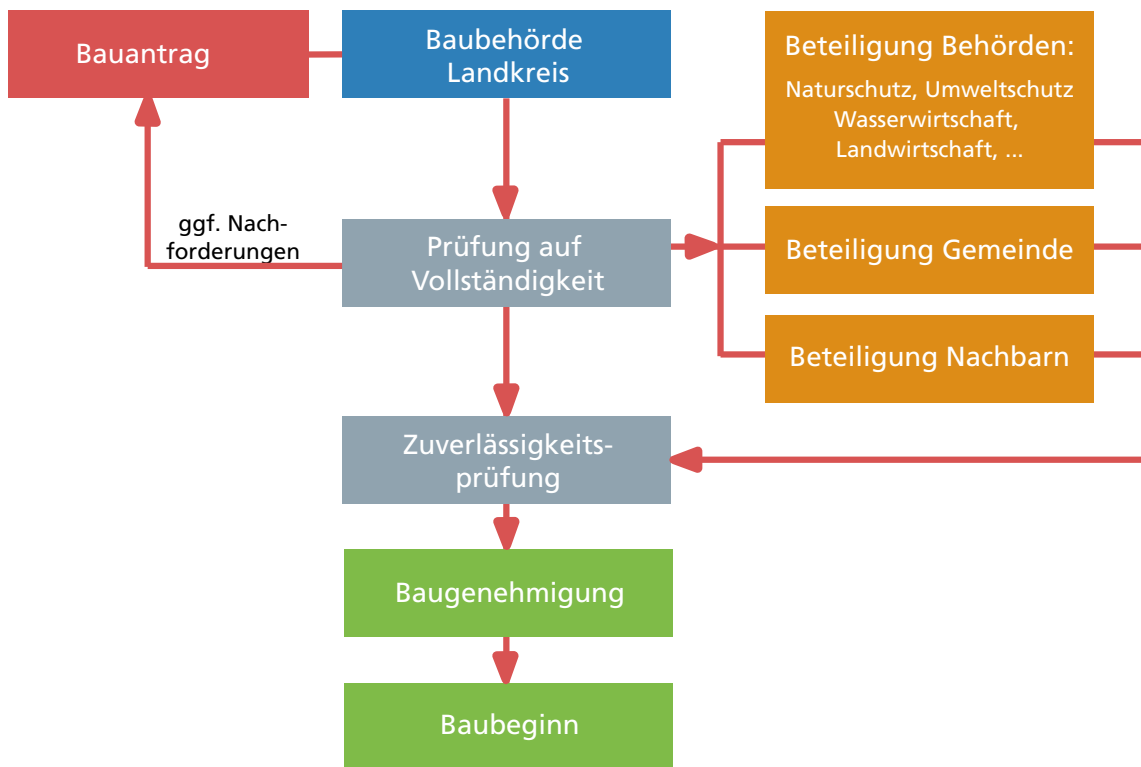 Bauantrag
Baubehörde
Landkreis
Beteiligung Behörden:
Naturschutz, Umweltschutz
Wasserwirtschaft,
Landwirtschaft, ...
ggf. Nach-
forderungen
Prüfung auf
Vollständigkeit
Beteiligung Gemeinde
Beteiligung Nachbarn
Zuverlässigkeits-
prüfung
Baugenehmigung
Baubeginn